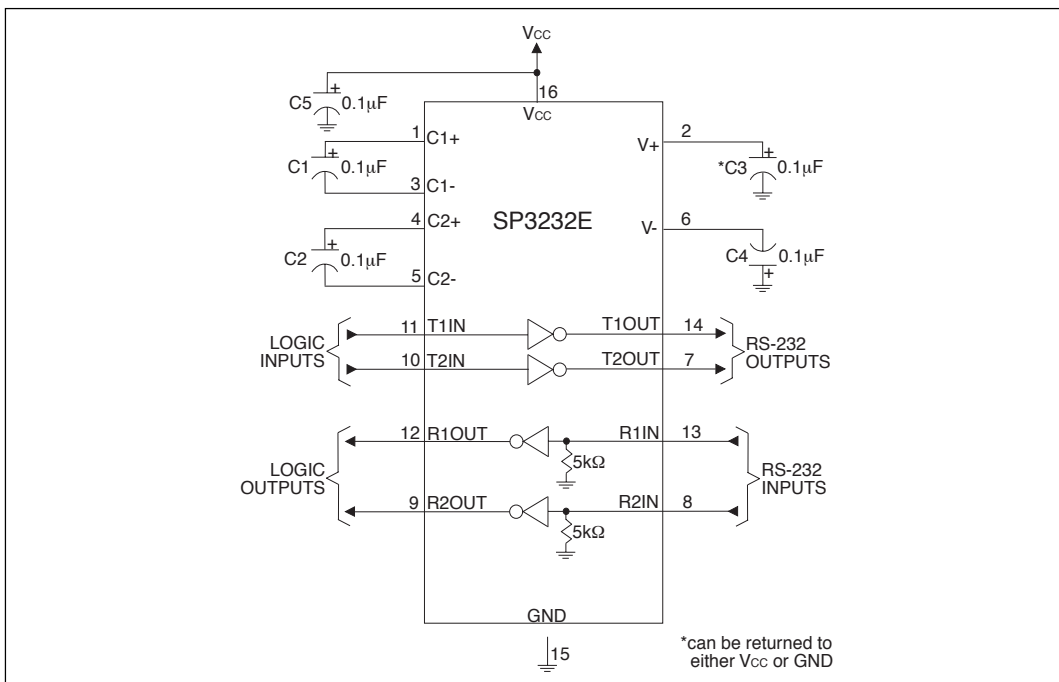 VCC
C5
+
0.1µF
16
VCC
1 C1+
C1
+
0.1µF
3 C1-
4 C2+
C2
+
0.1µF
5 C2-
SP3232E
V+ 2
*C3
+
0.1µF
V- 6
C4
0.1µF
+
LOGIC
INPUTS
11 T1IN T1OUT 14
10 T2IN T2OUT 7
RS-232
OUTPUTS
LOGIC
OUTPUTS
12 R1OUT R1IN 13
5kΩ
9 R2OUT R2IN 8
5kΩ
RS-232
INPUTS
GND
15
*can be returned to
either VCC or GND